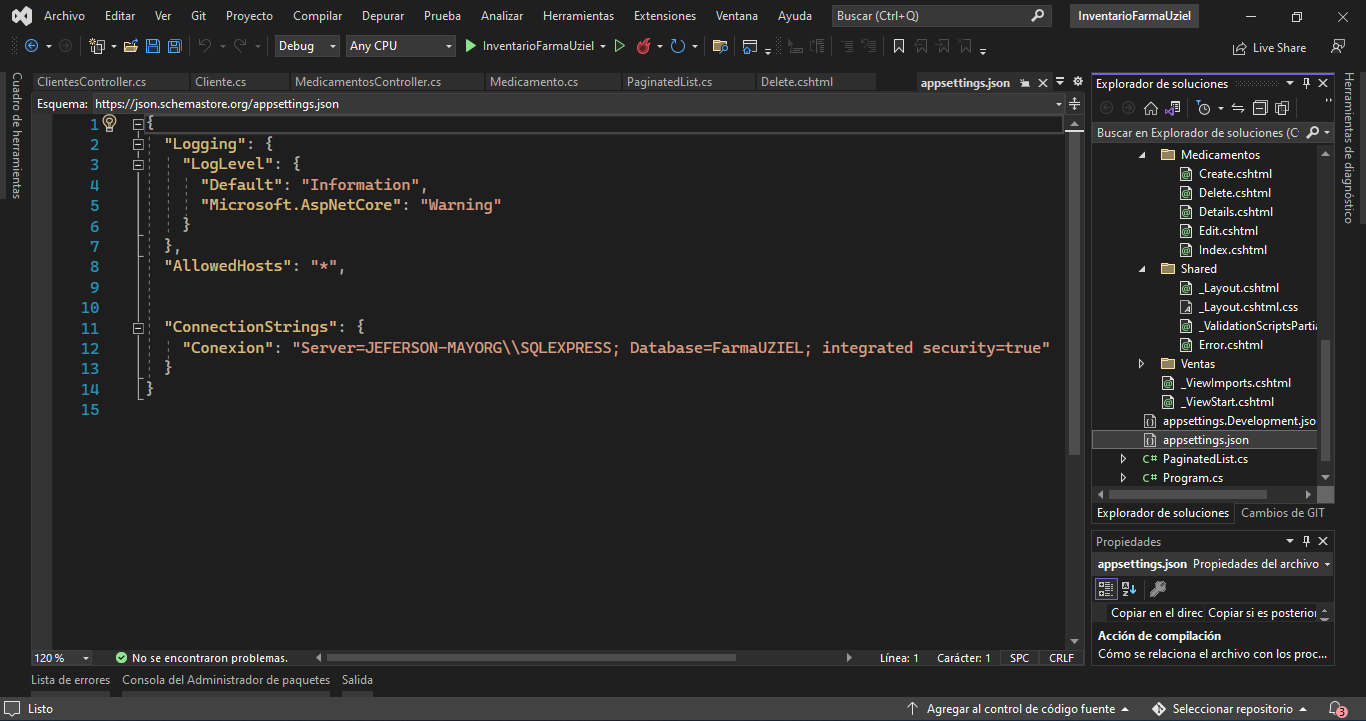 Archivo Editar Ver Git Proyecto Compilar Depurar Prueba Analizar Herramientas Extensiones Ventana Ayuda Buscar (Ctrl+Q) InventarioFarmaUziel
Debug Any CPU InventarioFarmaUziel Live Share
ClientesController.cs Cliente.cs MedicamentosController.cs Medicamento.cs PaginatedList.cs Delete.cshtml appsettings.json
Esquema: https://json.schemastore.org/appsettings.json
Cuadro de herramientas
1 {
2 "Logging": {
3 "LogLevel": {
4 "Default": "Information",
5 "Microsoft.AspNetCore": "Warning"
6 }
7 },
8 "AllowedHosts": "*",
9
10
11 "ConnectionStrings": {
12 "Conexion": "Server=JEFERSON-MAYORG\\SQLEXPRESS; Database=FarmaUZIEL; integrated security=true"
13 }
14 }
15
120 % No se encontraron problemas. Línea: 1 Carácter: 1 SPC CRLF
Explorador de soluciones
Buscar en Explorador de soluciones (C
Medicamentos
Create.cshtml
Delete.cshtml
Details.cshtml
Edit.cshtml
Index.cshtml
Shared
_Layout.cshtml
_Layout.cshtml.css
_ValidationScriptsPartia
Error.cshtml
Ventas
_ViewImports.cshtml
_ViewStart.cshtml
appsettings.Development.jso
appsettings.json
C# PaginatedList.cs
C# Program.cs
Explorador de soluciones Cambios de GIT
Propiedades
appsettings.json Propiedades del archivo
Copiar en el direc Copiar si es posterior
Acción de compilación
Cómo se relaciona el archivo con los proc...
Herramientas de diagnóstico
Lista de errores Consola del Administrador de paquetes Salida
Listo Agregar al control de código fuente Seleccionar repositorio 3